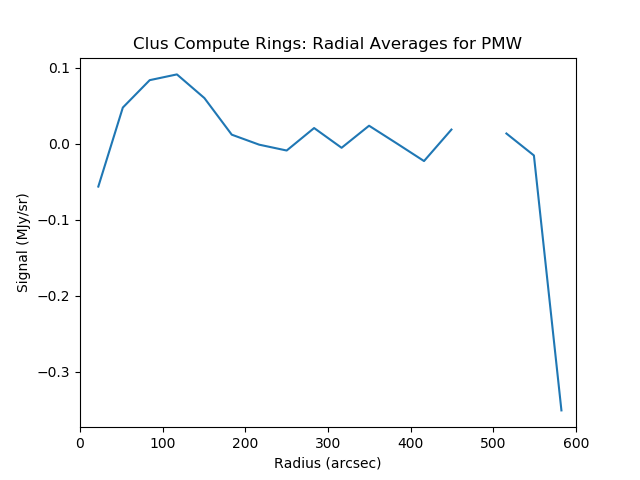 Clus Compute Rings: Radial Averages for PMW
0.1
0.0
−0.1
−0.2
−0.3
Signal (MJy/sr)
0 100 200 300 400 500 600
Radius (arcsec)